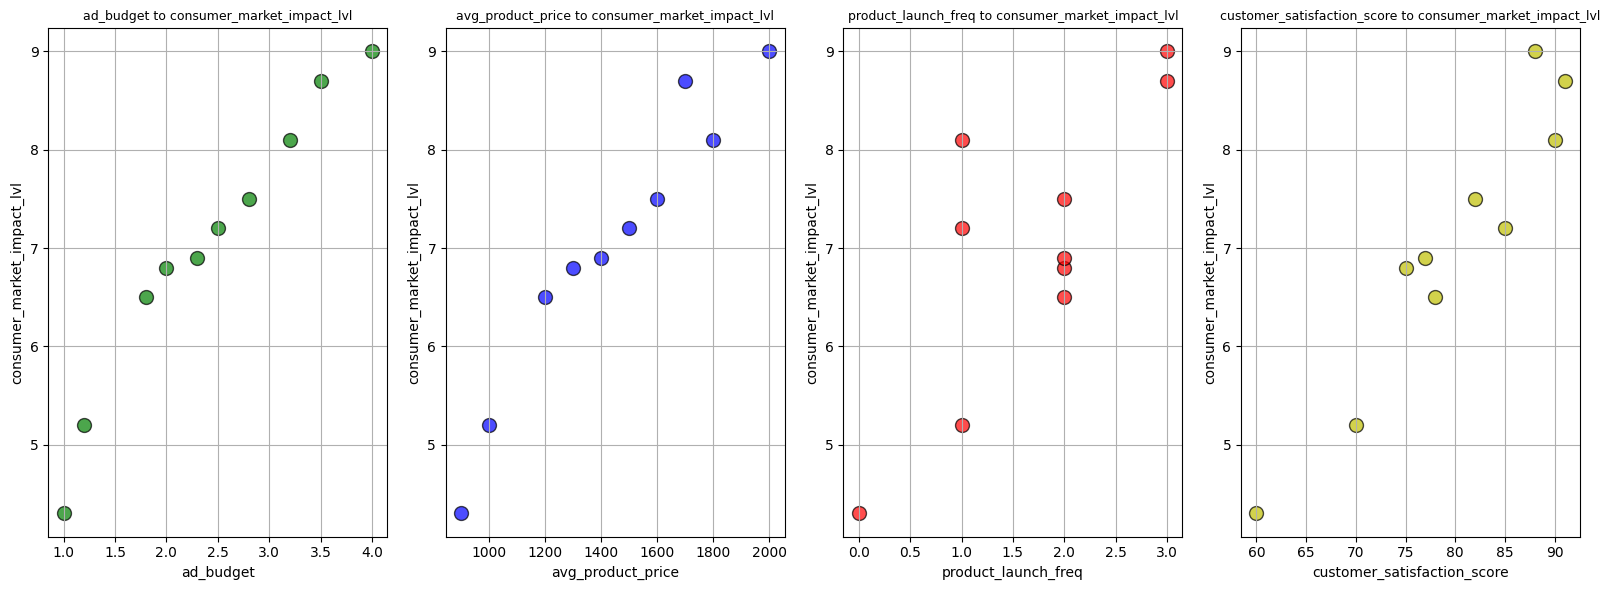 ad_budget to consumer_market_impact_lvl
consumer_market_impact_lvl
9
8
7
6
5
1.0 1.5 2.0 2.5 3.0 3.5 4.0
ad_budget
avg_product_price to consumer_market_impact_lvl
consumer_market_impact_lvl
9
8
7
6
5
1000 1200 1400 1600 1800 2000
avg_product_price
product_launch_freq to consumer_market_impact_lvl
consumer_market_impact_lvl
9
8
7
6
5
0.0 0.5 1.0 1.5 2.0 2.5 3.0
product_launch_freq
customer_satisfaction_score to consumer_market_impact_lvl
consumer_market_impact_lvl
9
8
7
6
5
60 65 70 75 80 85 90
customer_satisfaction_score